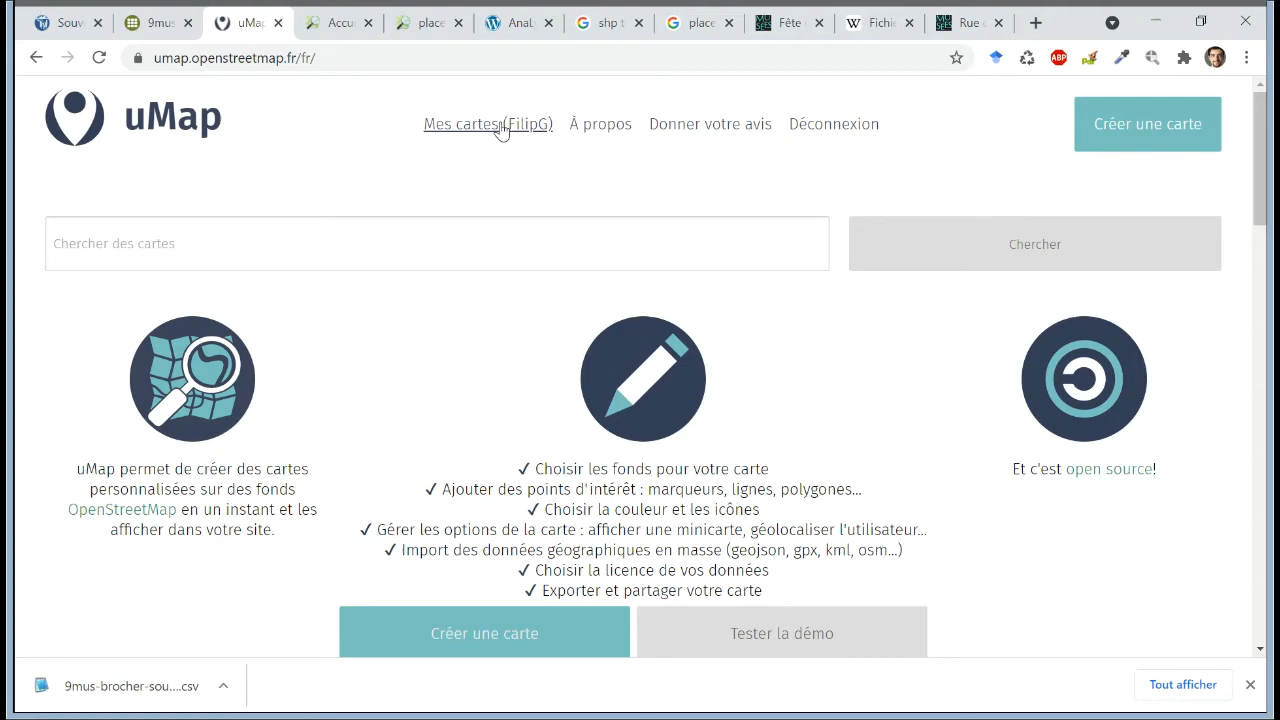 Souv
9mus
uMap
Accu
place
Anal
shp t
place
Fête
Fichie
Rue
umap.openstreetmap.fr/fr/
ABP
uMap
Mes cartes (FilipG)
À propos
Donner votre avis
Déconnexion
Créer une carte
Chercher des cartes
Chercher
uMap permet de créer des cartes
personnalisées sur des fonds
OpenStreetMap en un instant et les
afficher dans votre site.
✓ Choisir les fonds pour votre carte
✓ Ajouter des points d'intérêt : marqueurs, lignes, polygones...
✓ Choisir la couleur et les icônes
✓ Gérer les options de la carte : afficher une minicarte, géolocaliser l'utilisateur...
✓ Import des données géographiques en masse (geojson, gpx, kml, osm...)
✓ Choisir la licence de vos données
✓ Exporter et partager votre carte
Et c'est open source!
Créer une carte
Tester la démo
9mus-brocher-sou....csv
Tout afficher